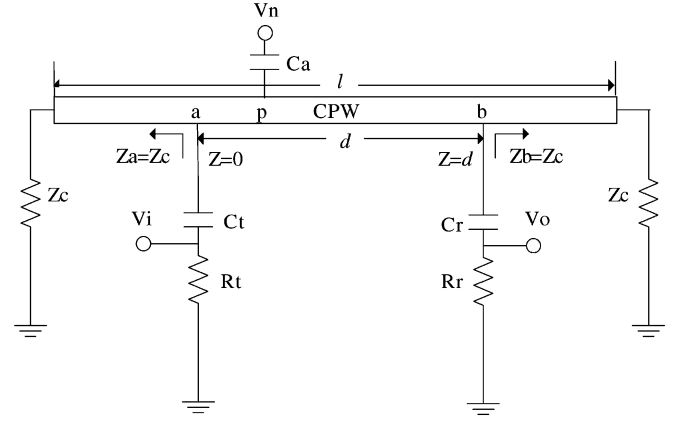 Vn
Ca
l
a p CPW b
d
Za=Zc Z=0 Z=d Zb=Zc
Zc Zc
Vi Ct Cr Vo
Rt Rr